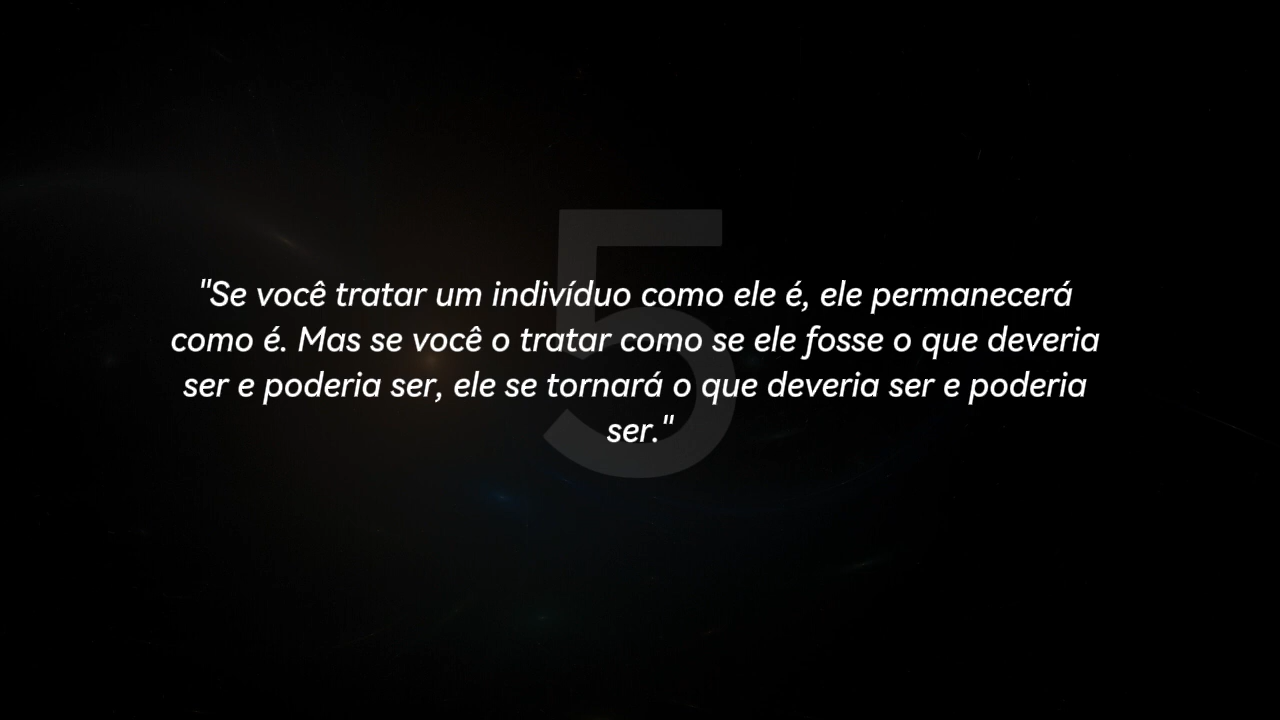 5
"Se você tratar um indivíduo como ele é, ele permanecerá
como é. Mas se você o tratar como se ele fosse o que deveria
ser e poderia ser, ele se tornará o que deveria ser e poderia
ser."